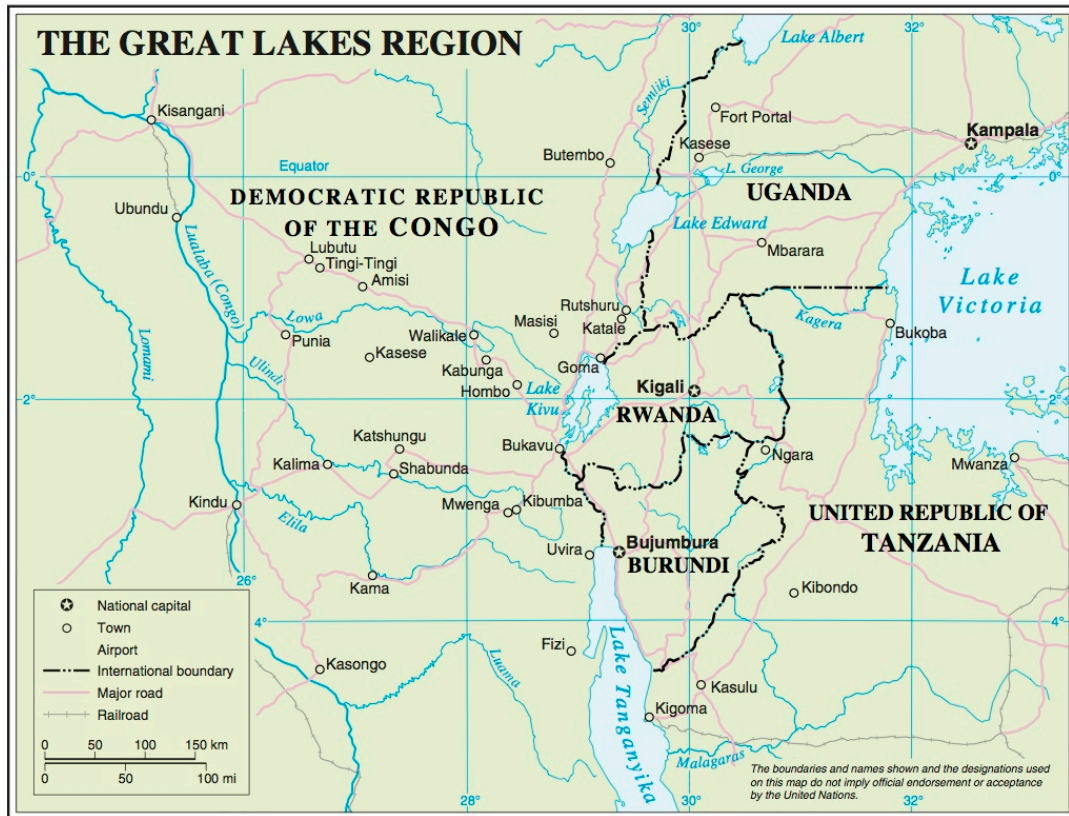 THE GREAT LAKES REGION
Lake Albert
Semliki
Kisangani
Fort Portal
Kampala
Butembo
Kasese
Equator
L. George
0°
0°
DEMOCRATIC REPUBLIC
OF THE CONGO
UGANDA
Ubundu
Lualaba (Congo)
Lake Edward
Mbarara
Lubutu
Tingi-Tingi
Amisi
Lake
Victoria
Rutshuru
Katale
Masisi
Lowa
Walikale
Kagera
Bukoba
Lomami
Punia
Kasese
Kabunga
Goma
Ulindi
Hombo
Lake
Kivu
Kigali
RWANDA
2°
2°
Katshungu
Bukavu
Ngara
Kalima
Shabunda
Mwanza
Kindu
Mwenga
Kibumba
Elila
UNITED REPUBLIC OF
TANZANIA
Uvira
Bujumbura
BURUNDI
26°
Kama
Kibondo
4°
4°
Fizi
Lake Tanganyika
Luama
Kasongo
Kasulu
Kigoma
Malagaras
28°
30°
32°
National capital
Town
Airport
International boundary
Major road
Railroad
0 50 100 150 km
0 50 100 mi
The boundaries and names shown and the designations used
on this map do not imply official endorsement or acceptance
by the United Nations.
30°
32°